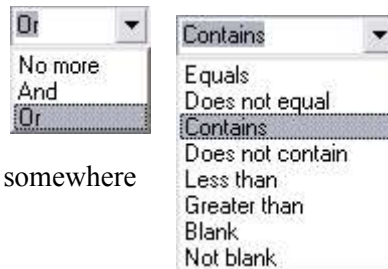 Or
No more
And
Or
somewhere
Contains
Equals
Does not equal
Contains
Does not contain
Less than
Greater than
Blank
Not blank